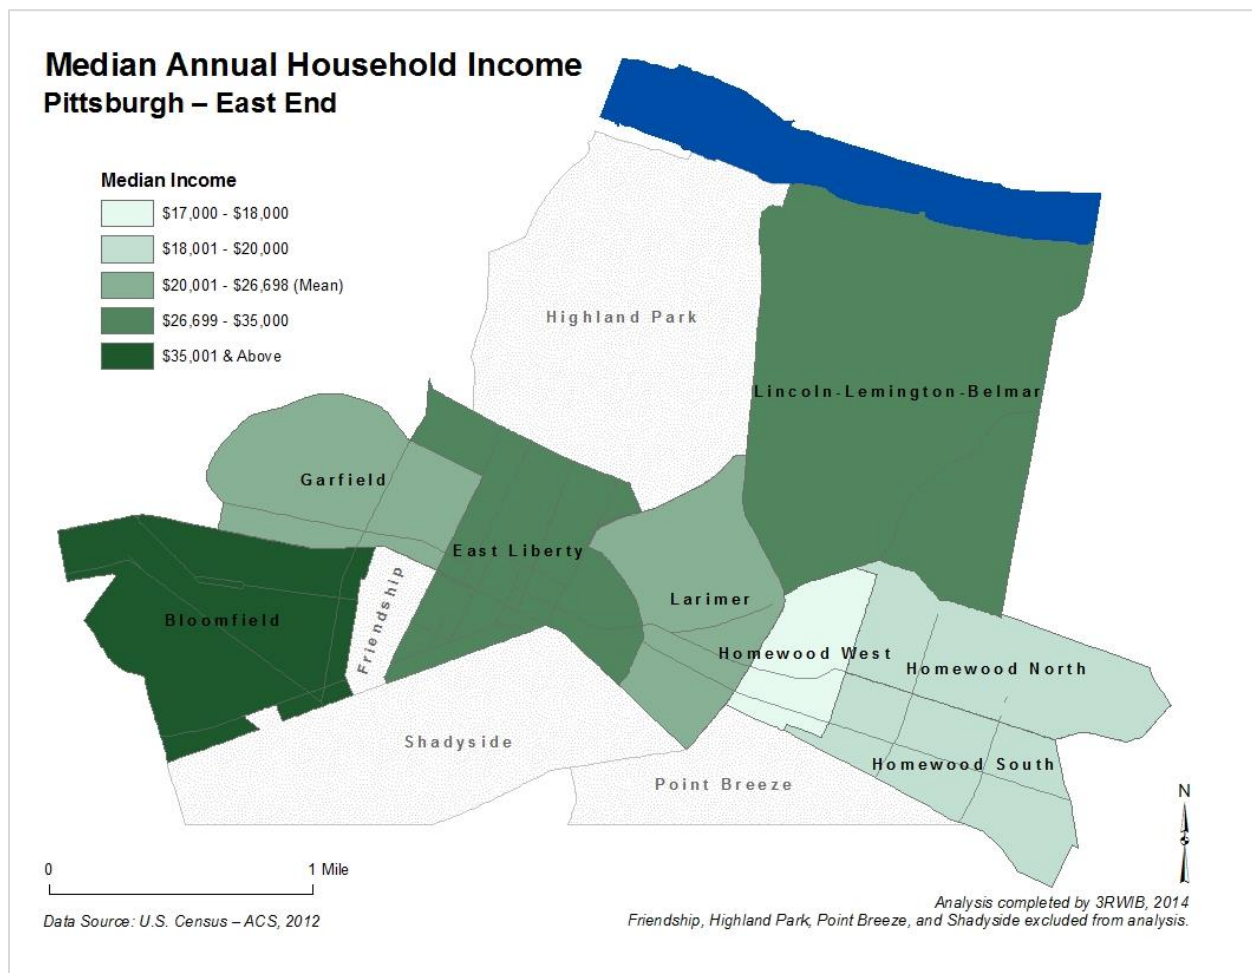 Median Annual Household Income
Pittsburgh – East End
Median Income
$17,000 - $18,000
$18,001 - $20,000
$20,001 - $26,698 (Mean)
$26,699 - $35,000
$35,001 & Above
Highland Park
Lincoln-Lemington-Belmar
Garfield
East Liberty
Friendship
Larimer
Bloomfield
Homewood West
Homewood North
Shadyside
Homewood South
Point Breeze
N
0 1 Mile
Data Source: U.S. Census – ACS, 2012
Analysis completed by 3RWIB, 2014
Friendship, Highland Park, Point Breeze, and Shadyside excluded from analysis.